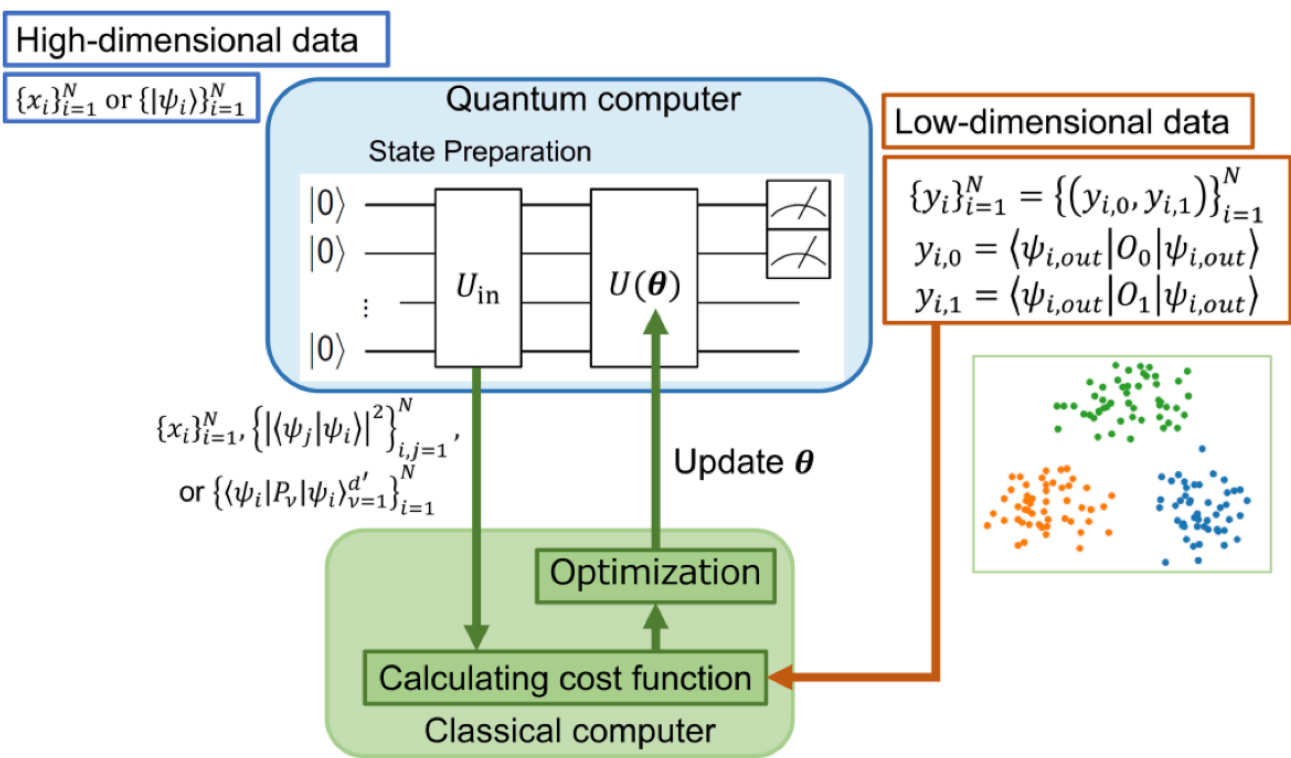 High-dimensional data
{x_i}_{i=1}^N or {|ψ_i⟩}_{i=1}^N
Quantum computer
State Preparation
|0⟩
|0⟩
⋮
|0⟩
U_in
U(θ)
Low-dimensional data
{y_i}_{i=1}^N = {(y_{i,0}, y_{i,1})}_{i=1}^N
y_{i,0} = ⟨ψ_{i,out}|O_0|ψ_{i,out}⟩
y_{i,1} = ⟨ψ_{i,out}|O_1|ψ_{i,out}⟩
{x_i}_{i=1}^N, {|⟨ψ_j|ψ_i⟩|^2}_{i,j=1}^N,
or {⟨ψ_i|P_ν|ψ_i⟩_{ν=1}^{d′}}_{i=1}^N
Update θ
Optimization
Calculating cost function
Classical computer